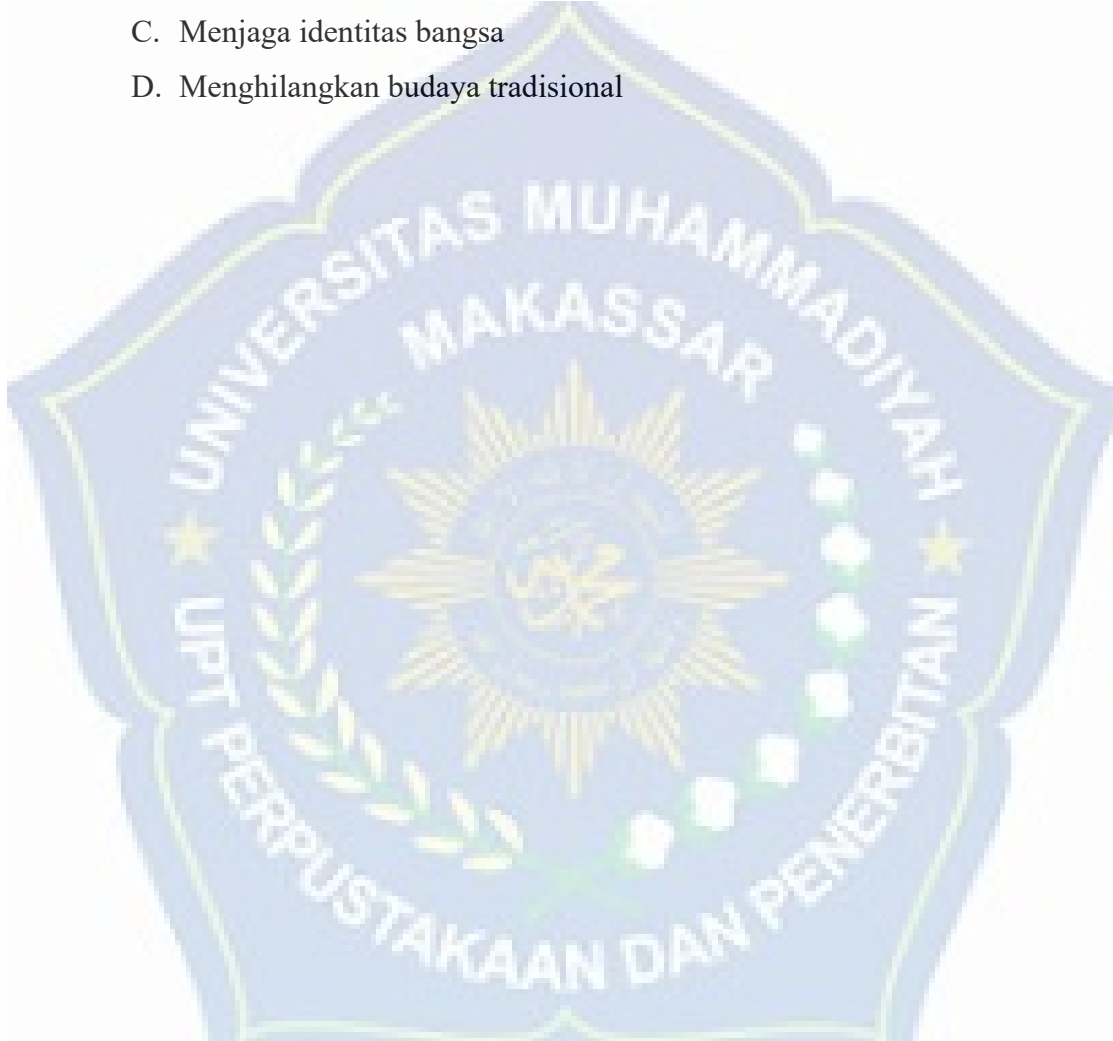 C. Menjaga identitas bangsa
D. Menghilangkan budaya tradisional
UNIVERSITAS MUHAMMADIYAH
MAKASSAR
UPT PERPUSTAKAAN DAN PENERBITAN